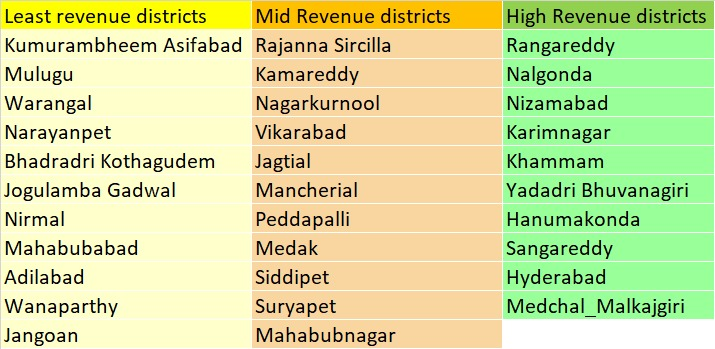 Least revenue districts Mid Revenue districts High Revenue districts
Kumurambheem Asifabad Rajanna Sircilla Rangareddy
Mulugu Kamareddy Nalgonda
Warangal Nagarkurnool Nizamabad
Narayanpet Vikarabad Karimnagar
Bhadradri Kothagudem Jagtial Khammam
Jogulamba Gadwal Mancherial Yadadri Bhuvanagiri
Nirmal Peddapalli Hanumakonda
Mahabubabad Medak Sangareddy
Adilabad Siddipet Hyderabad
Wanaparthy Suryapet Medchal_Malkajgiri
Jangoan Mahabubnagar